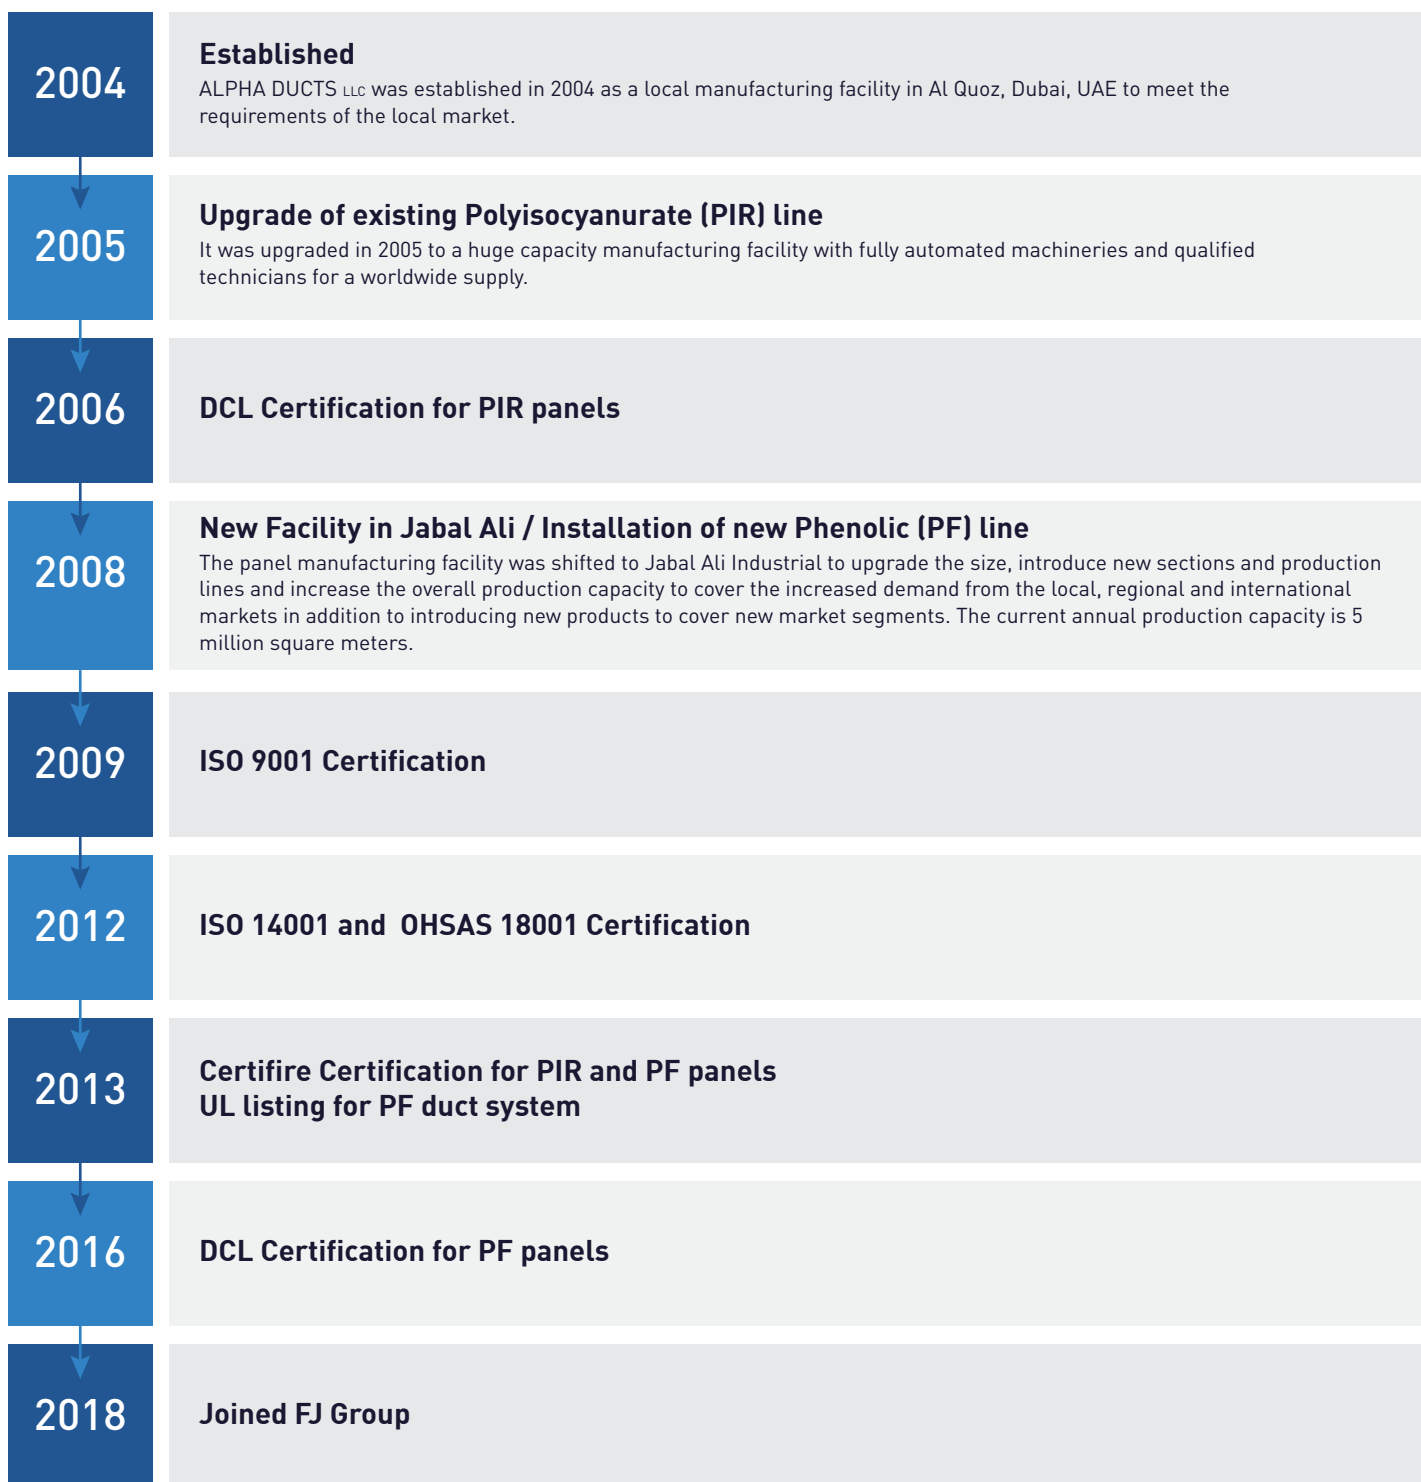 2004
Established
ALPHA DUCTS LLC was established in 2004 as a local manufacturing facility in Al Quoz, Dubai, UAE to meet the
requirements of the local market.
2005
Upgrade of existing Polyisocyanurate (PIR) line
It was upgraded in 2005 to a huge capacity manufacturing facility with fully automated machineries and qualified
technicians for a worldwide supply.
2006
DCL Certification for PIR panels
2008
New Facility in Jabal Ali / Installation of new Phenolic (PF) line
The panel manufacturing facility was shifted to Jabal Ali Industrial to upgrade the size, introduce new sections and production
lines and increase the overall production capacity to cover the increased demand from the local, regional and international
markets in addition to introducing new products to cover new market segments. The current annual production capacity is 5
million square meters.
2009
ISO 9001 Certification
2012
ISO 14001 and  OHSAS 18001 Certification
2013
Certifire Certification for PIR and PF panels
UL listing for PF duct system
2016
DCL Certification for PF panels
2018
Joined FJ Group